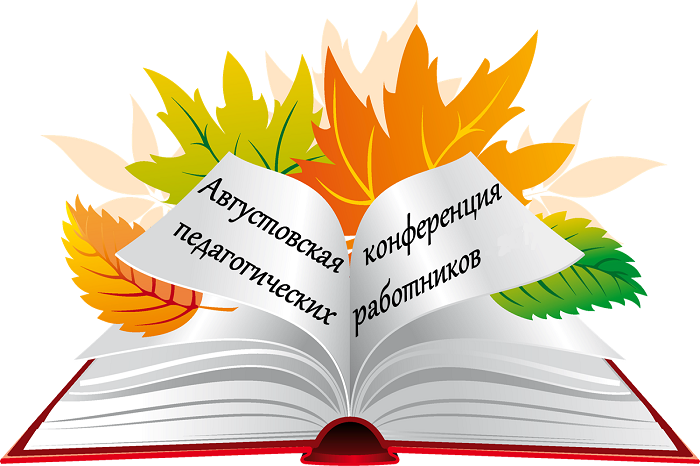 Августовская конференция
педагогических работников